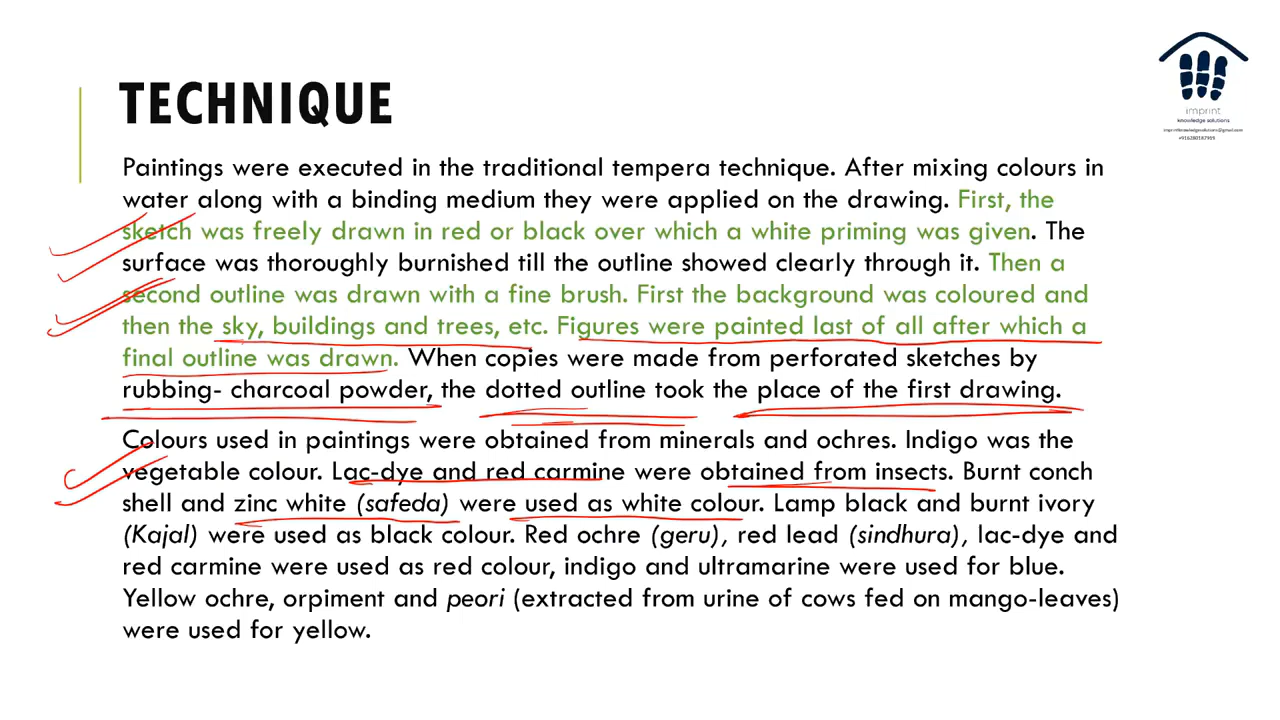 TECHNIQUE
imprint
knowledge solutions
imprintknowledgesolutions@gmail.com
Paintings were executed in the traditional tempera technique. After mixing colours in
water along with a binding medium they were applied on the drawing. First, the
sketch was freely drawn in red or black over which a white priming was given. The
surface was thoroughly burnished till the outline showed clearly through it. Then a
second outline was drawn with a fine brush. First the background was coloured and
then the sky, buildings and trees, etc. Figures were painted last of all after which a
final outline was drawn. When copies were made from perforated sketches by
rubbing- charcoal powder, the dotted outline took the place of the first drawing.
Colours used in paintings were obtained from minerals and ochres. Indigo was the
vegetable colour. Lac-dye and red carmine were obtained from insects. Burnt conch
shell and zinc white (safeda) were used as white colour. Lamp black and burnt ivory
(Kajal) were used as black colour. Red ochre (geru), red lead (sindhura), lac-dye and
red carmine were used as red colour, indigo and ultramarine were used for blue.
Yellow ochre, orpiment and peori (extracted from urine of cows fed on mango-leaves)
were used for yellow.